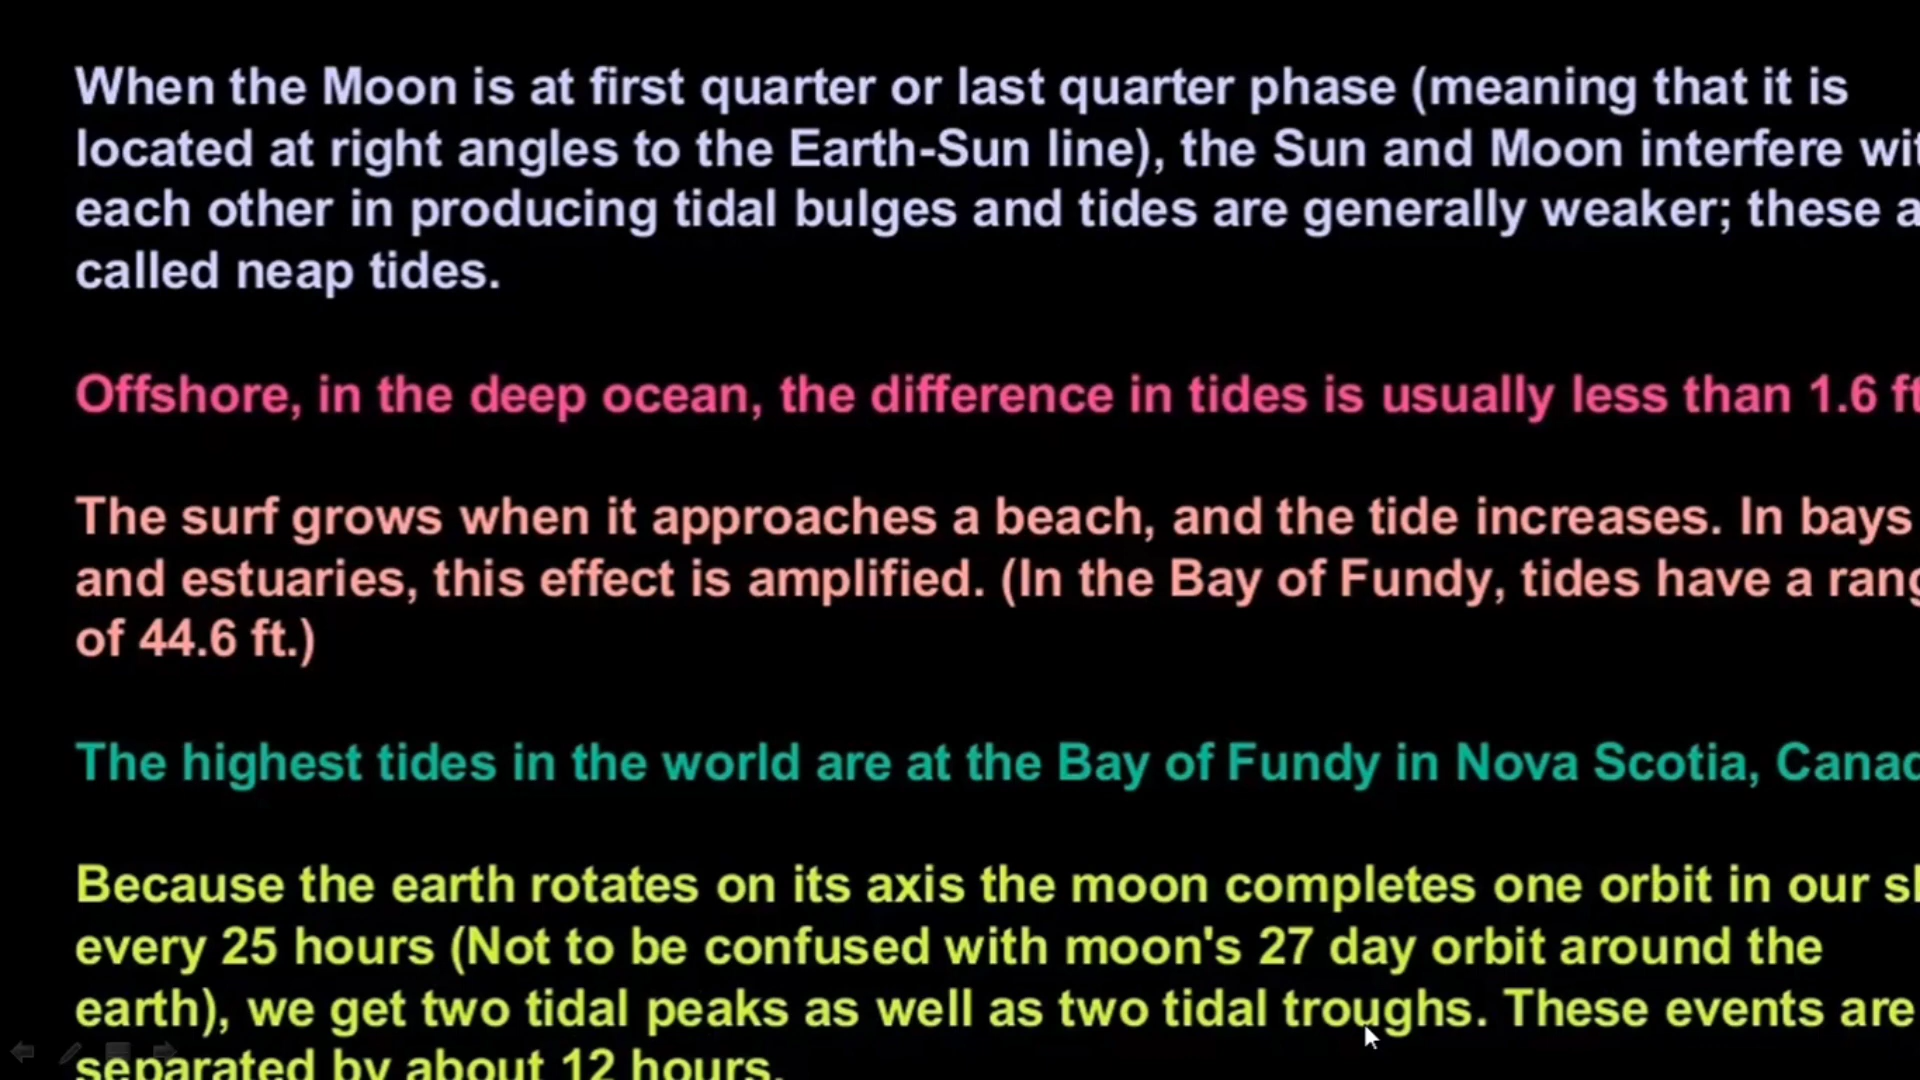 When the Moon is at first quarter or last quarter phase (meaning that it is
located at right angles to the Earth-Sun line), the Sun and Moon interfere
each other in producing tidal bulges and tides are generally weaker; these
called neap tides.
Offshore, in the deep ocean, the difference in tides is usually less than 1.6 ft
The surf grows when it approaches a beach, and the tide increases. In bays
and estuaries, this effect is amplified. (In the Bay of Fundy, tides have a
of 44.6 ft.)
The highest tides in the world are at the Bay of Fundy in Nova Scotia,
Because the earth rotates on its axis the moon completes one orbit in our
every 25 hours (Not to be confused with moon's 27 day orbit around the
earth), we get two tidal peaks as well as two tidal troughs. These events are
separated by about 12 hours.